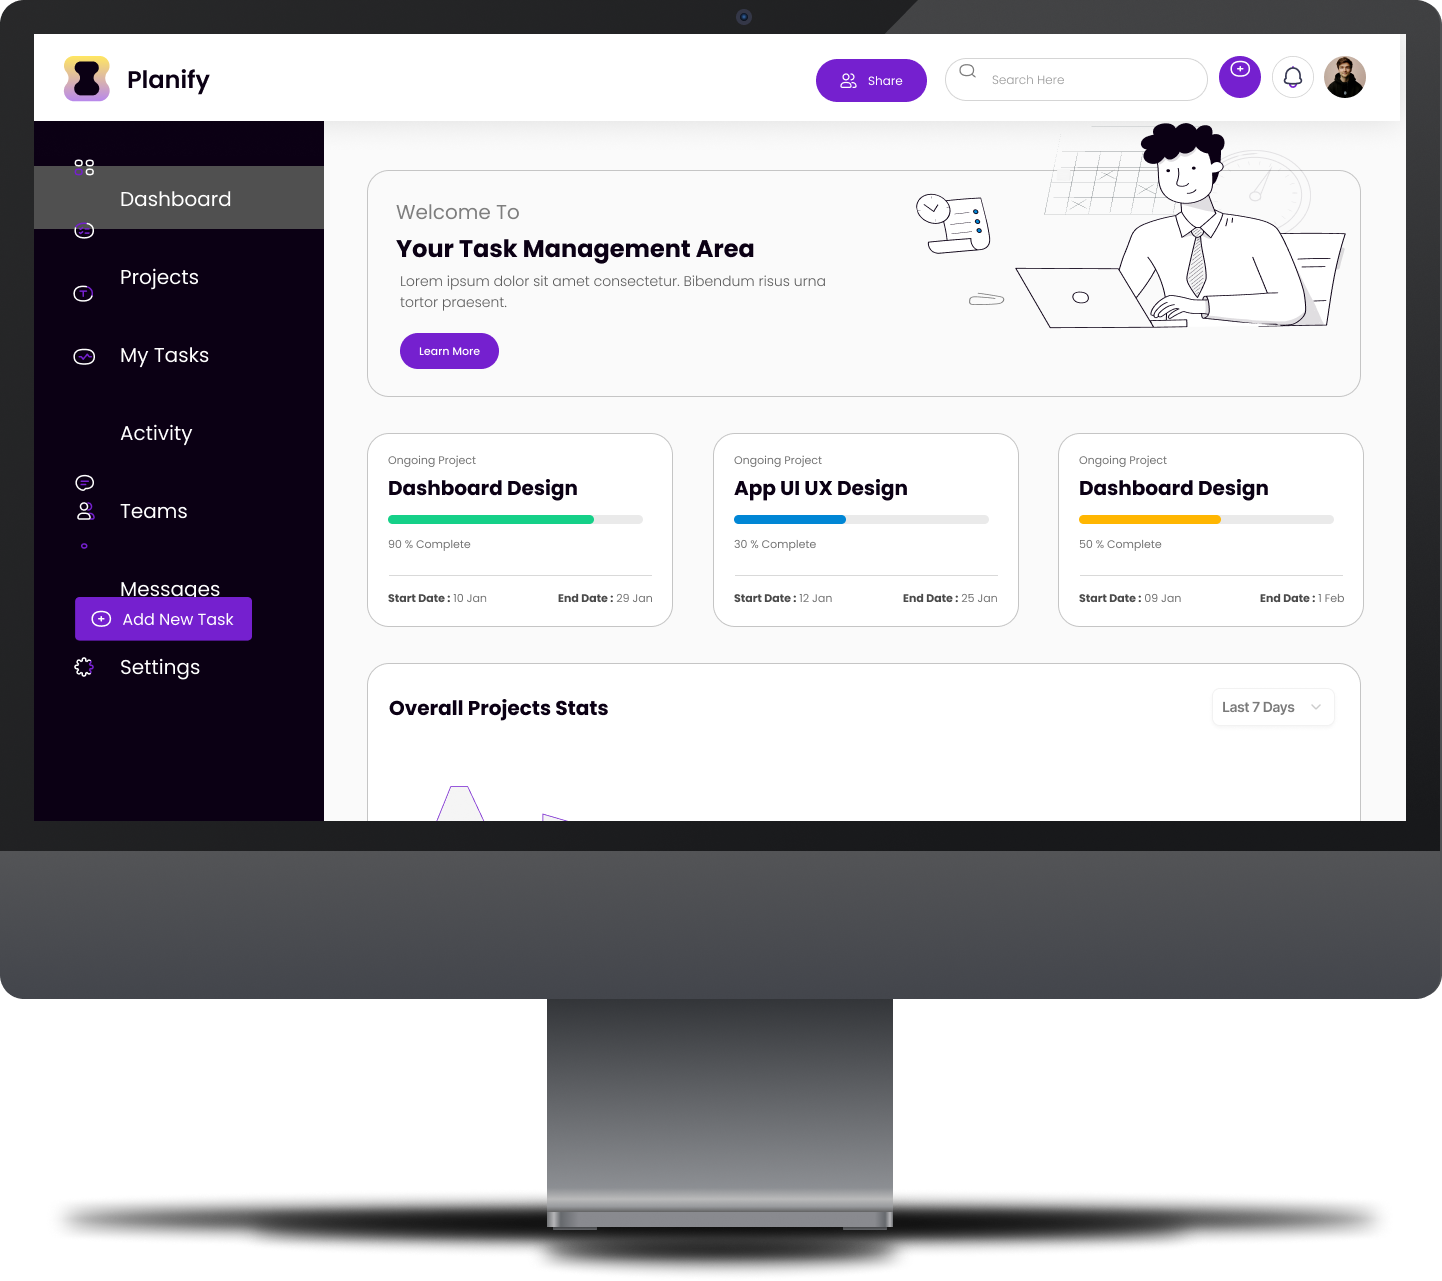 Planify
Share
Search Here
Dashboard
Projects
My Tasks
Activity
Teams
Messages
Add New Task
Settings
Welcome To
Your Task Management Area
Lorem ipsum dolor sit amet consectetur. Bibendum risus urna
tortor praesent.
Learn More
Ongoing Project
Dashboard Design
90 % Complete
Start Date : 10 Jan End Date : 29 Jan
Ongoing Project
App UI UX Design
30 % Complete
Start Date : 12 Jan End Date : 25 Jan
Ongoing Project
Dashboard Design
50 % Complete
Start Date : 09 Jan End Date : 1 Feb
Overall Projects Stats
Last 7 Days